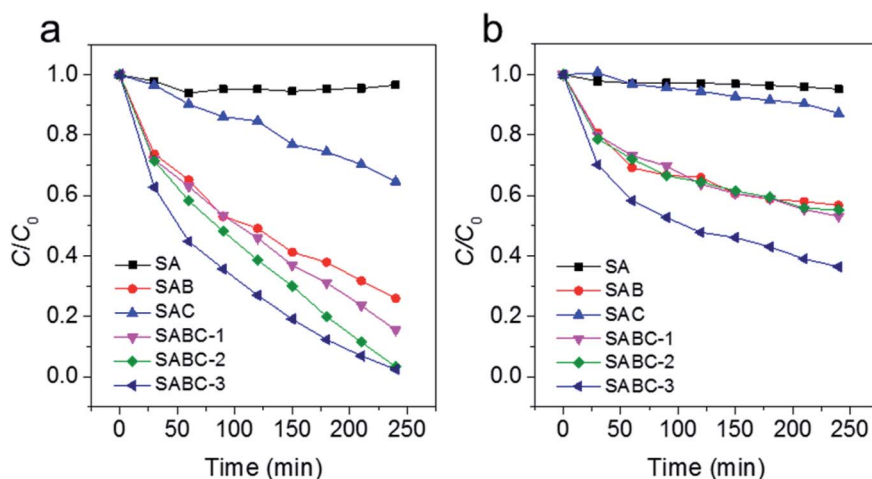 a
C/C0
1.0
0.8
0.6
0.4
0.2
0.0
SA
SAB
SAC
SABC-1
SABC-2
SABC-3
0 50 100 150 200 250
Time (min)
b
C/C0
1.0
0.8
0.6
0.4
0.2
0.0
SA
SAB
SAC
SABC-1
SABC-2
SABC-3
0 50 100 150 200 250
Time (min)